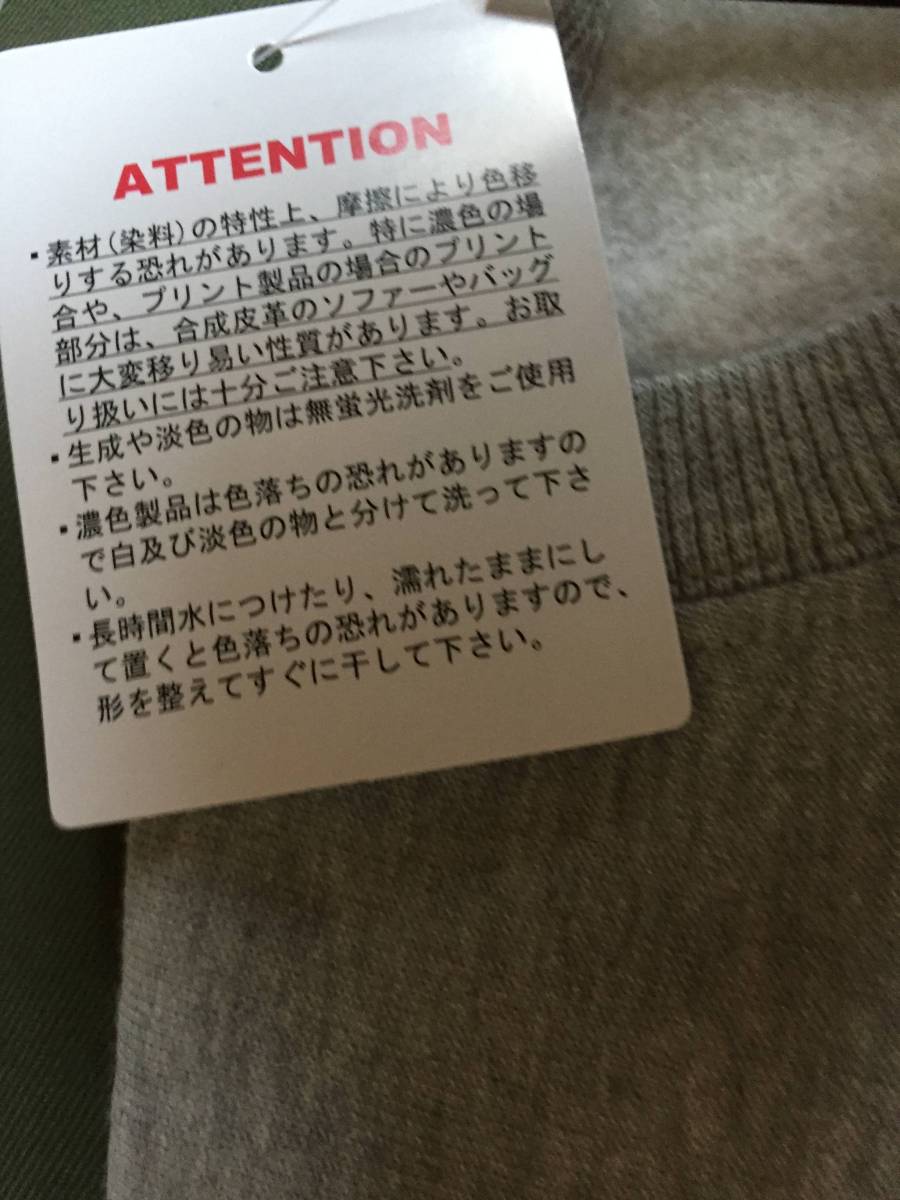 ATTENTION
▪素材(染料)の特性上、摩擦により色移
りする恐れがあります。特に濃色の場
合や、プリント製品の場合のプリント
部分は、合成皮革のソファーやバッグ
に大変移り易い性質があります。お取
り扱いには十分ご注意下さい。
▪生成や淡色の物は無蛍光洗剤をご使用
下さい。
▪濃色製品は色落ちの恐れがありますの
で白及び淡色の物と分けて洗って下さ
い。
▪長時間水につけたり、濡れたままにし
て置くと色落ちの恐れがありますので、
形を整えてすぐに干して下さい。